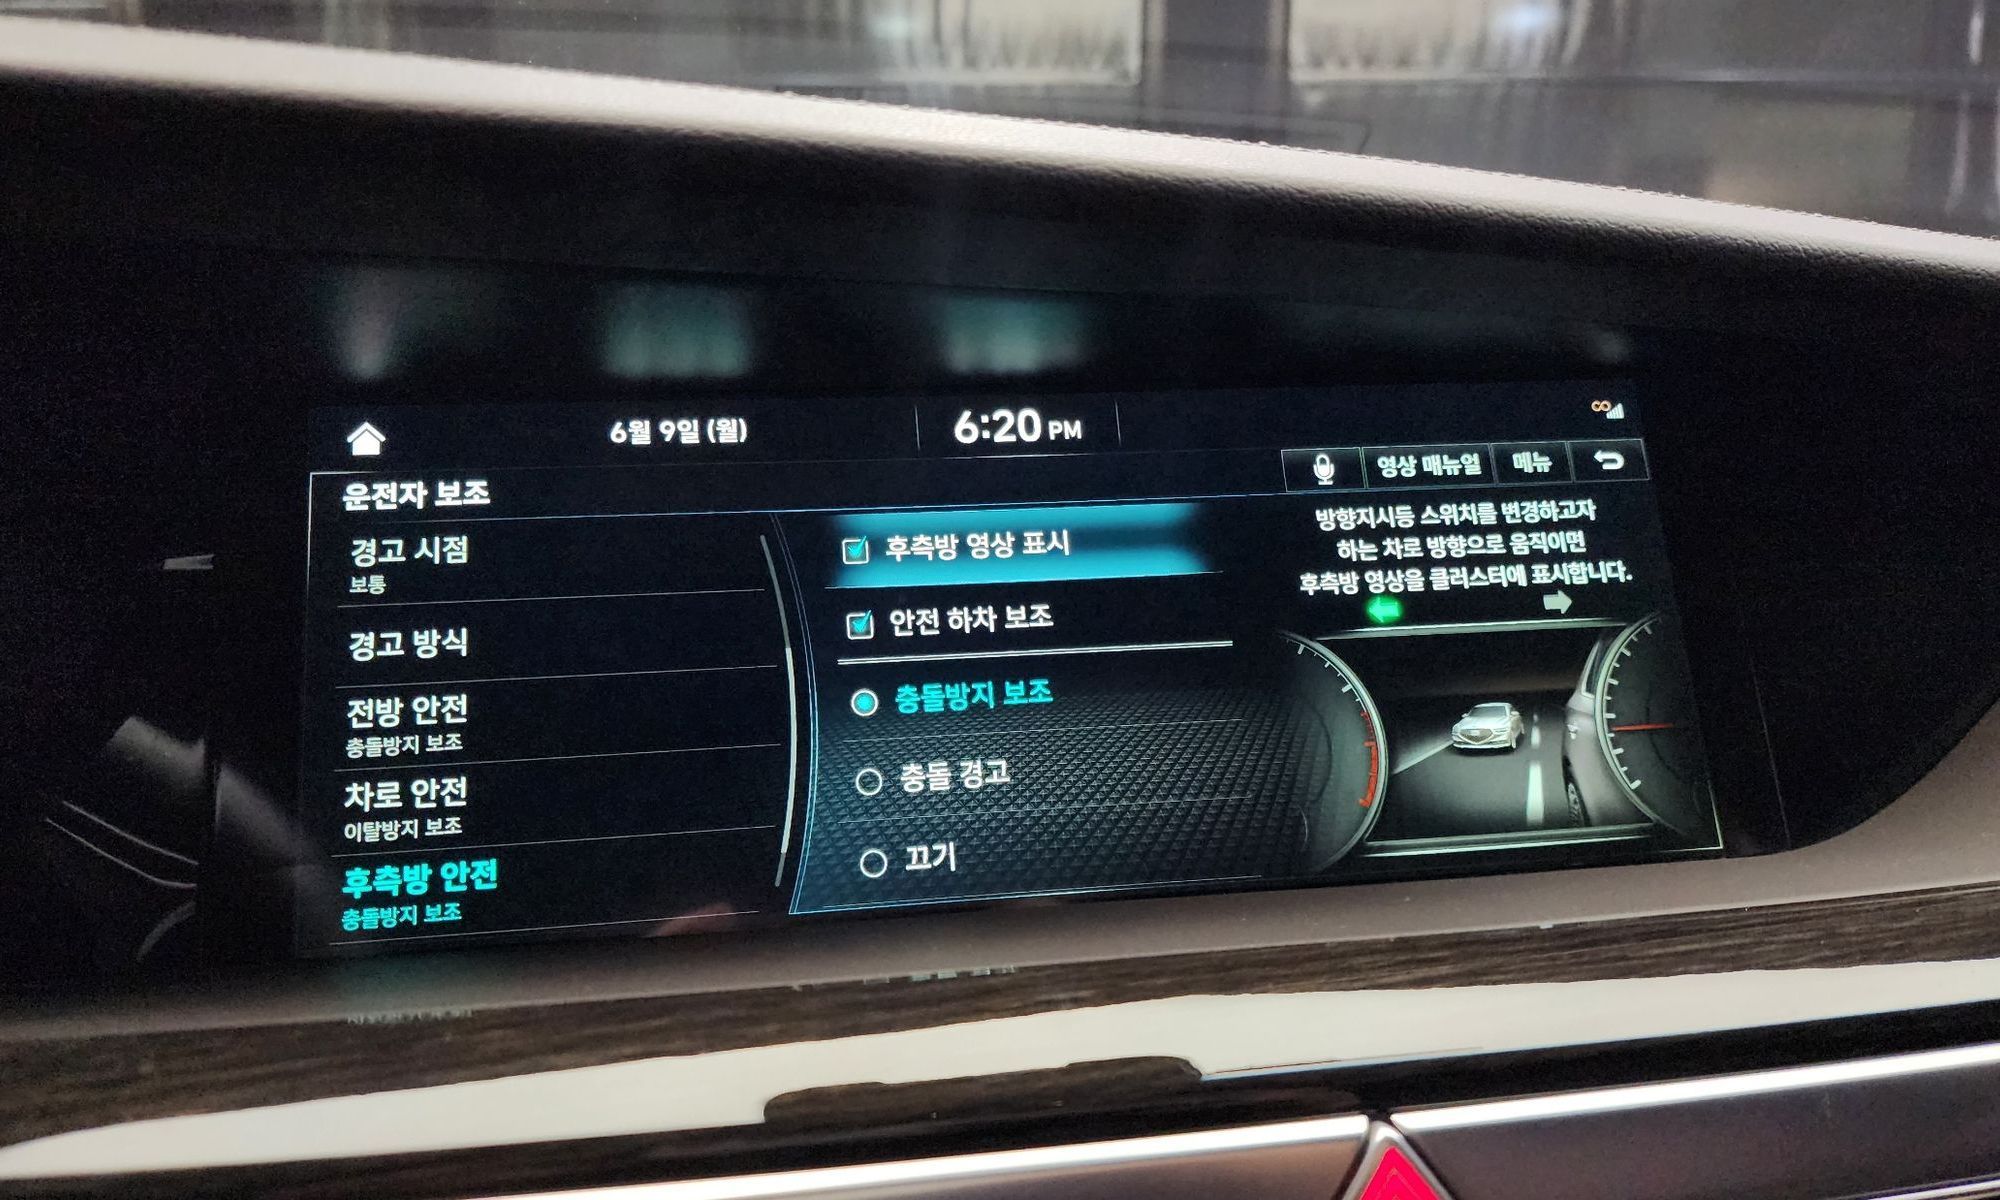 6월 9일 (월)
6:20 PM
운전자 보조
영상 매뉴얼
메뉴
경고 시점
보통
경고 방식
전방 안전
충돌방지 보조
차로 안전
이탈방지 보조
후측방 안전
충돌방지 보조
후측방 영상 표시
안전 하차 보조
충돌방지 보조
충돌 경고
끄기
방향지시등 스위치를 변경하고자
하는 차로 방향으로 움직이면
후측방 영상을 클러스터에 표시합니다.